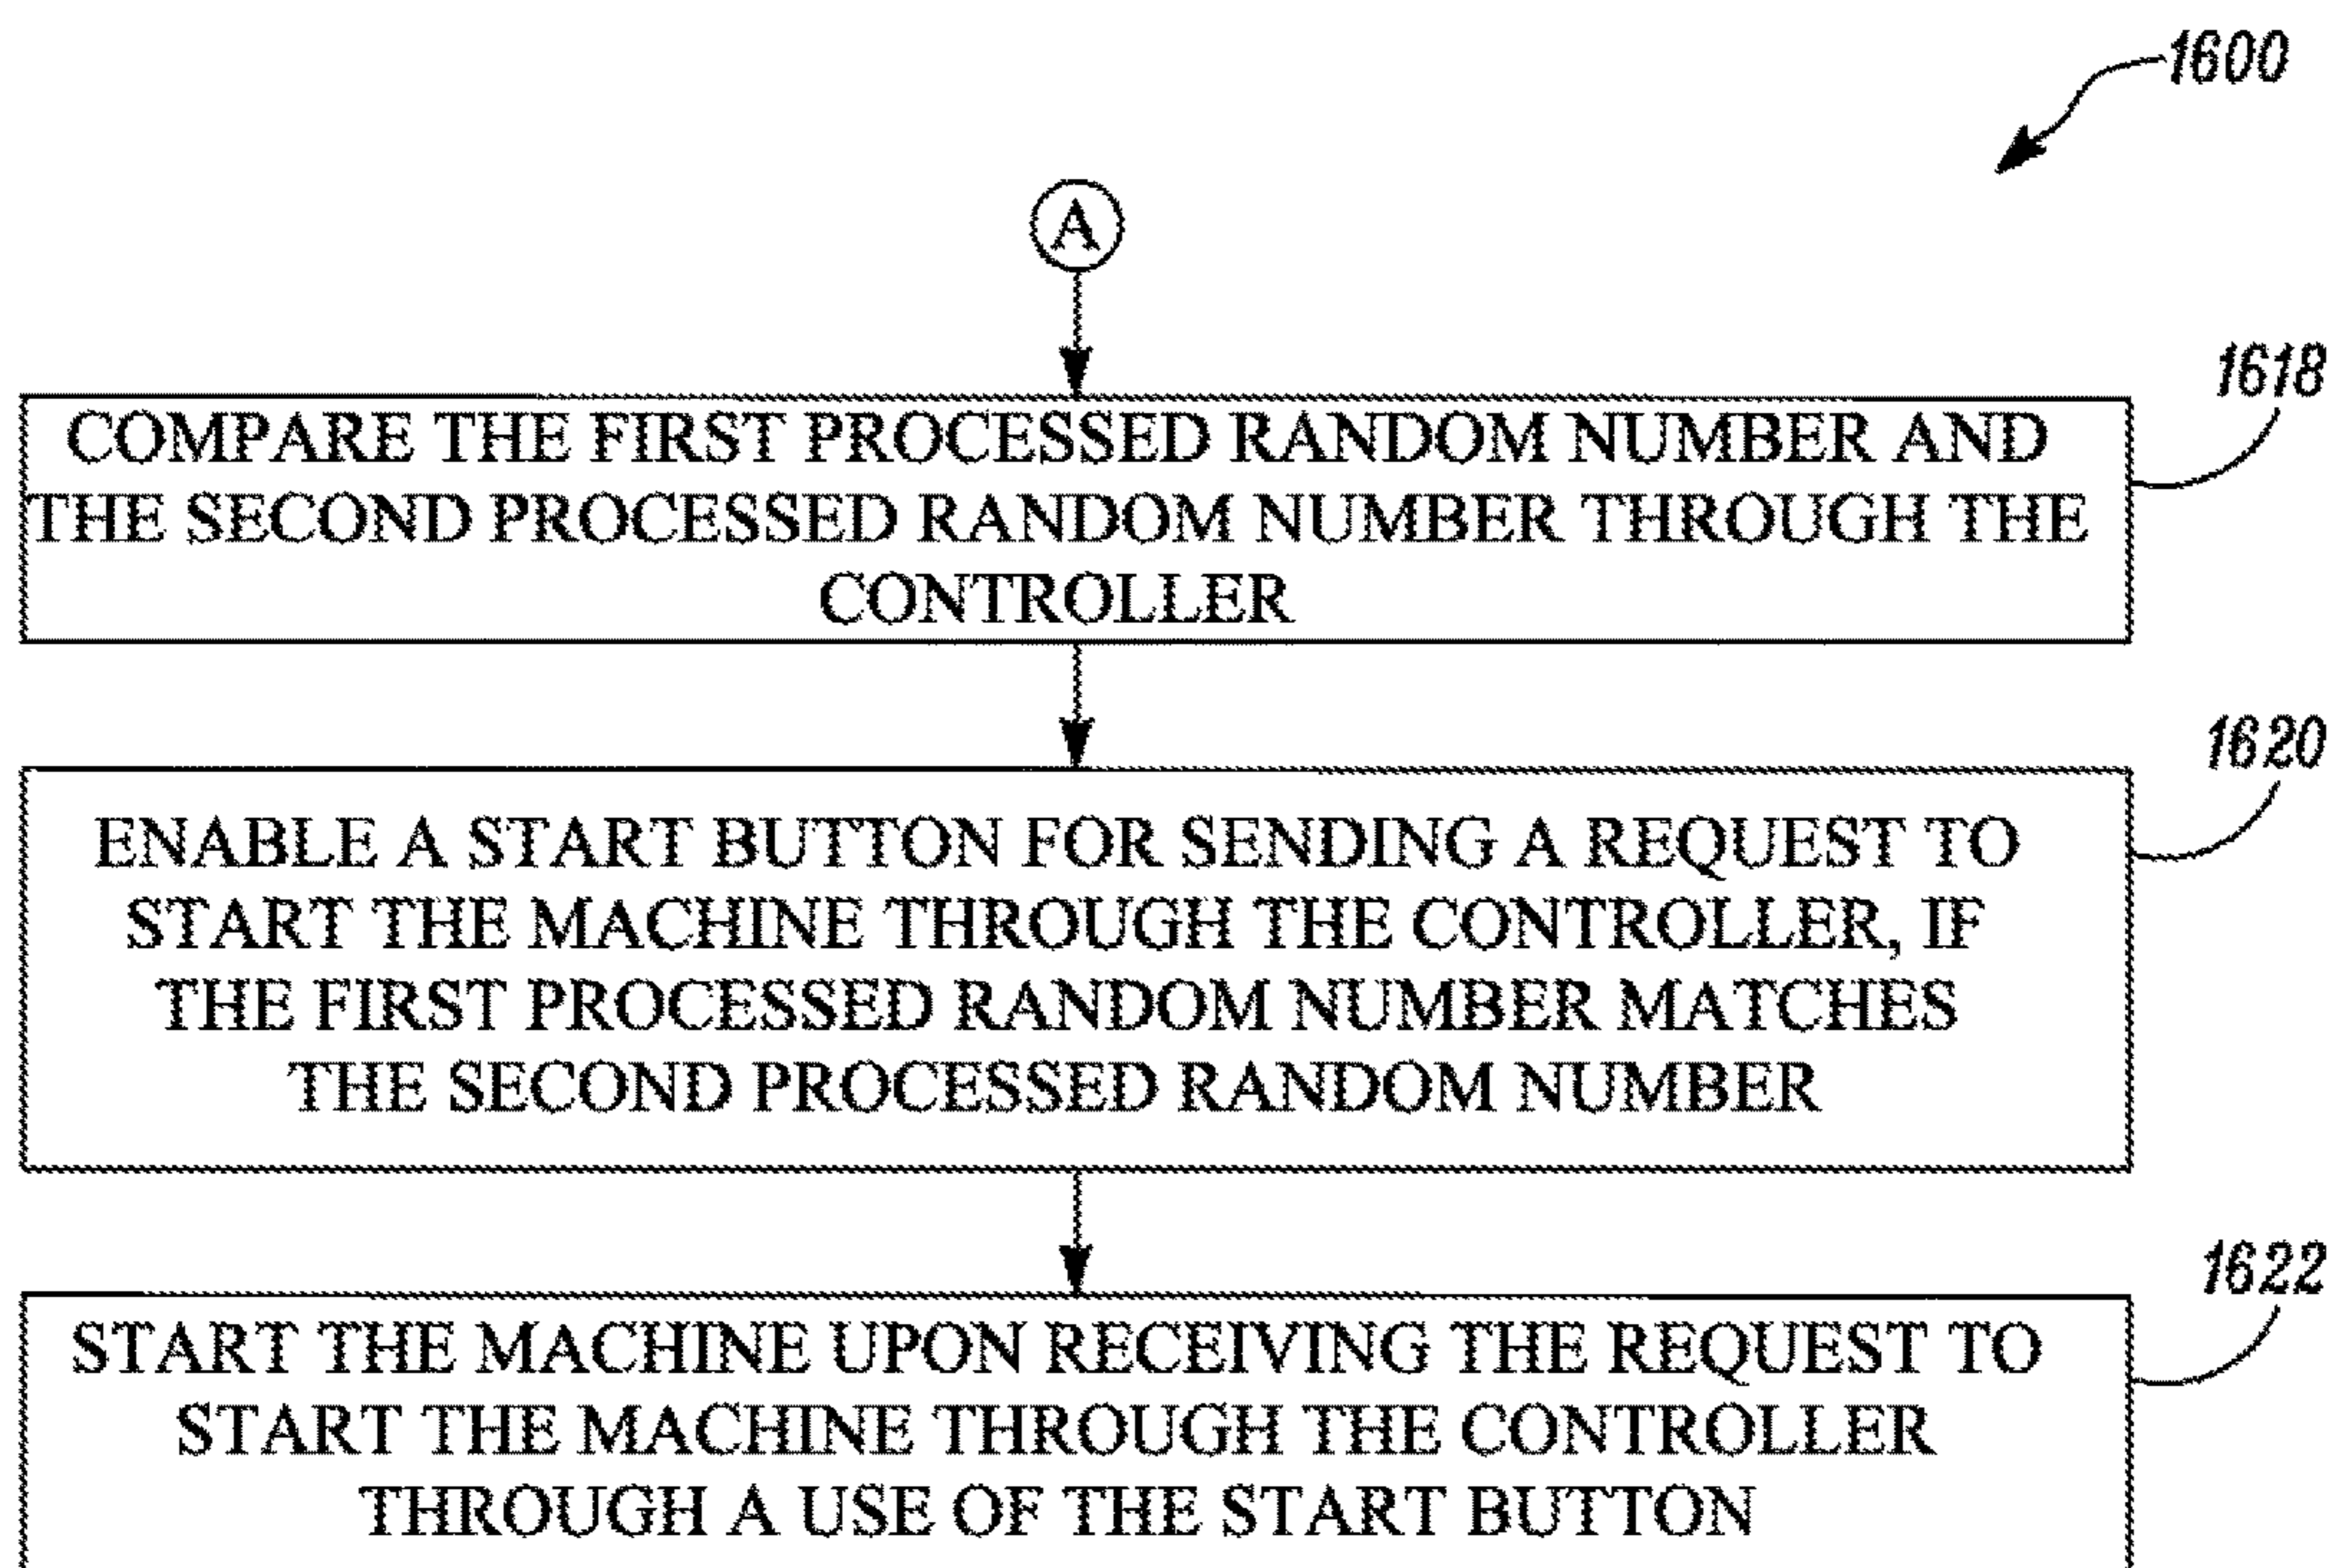 1600
A
1618
COMPARE THE FIRST PROCESSED RANDOM NUMBER AND
THE SECOND PROCESSED RANDOM NUMBER THROUGH THE
CONTROLLER
1620
ENABLE A START BUTTON FOR SENDING A REQUEST TO
START THE MACHINE THROUGH THE CONTROLLER, IF
THE FIRST PROCESSED RANDOM NUMBER MATCHES
THE SECOND PROCESSED RANDOM NUMBER
1622
START THE MACHINE UPON RECEIVING THE REQUEST TO
START THE MACHINE THROUGH THE CONTROLLER
THROUGH A USE OF THE START BUTTON